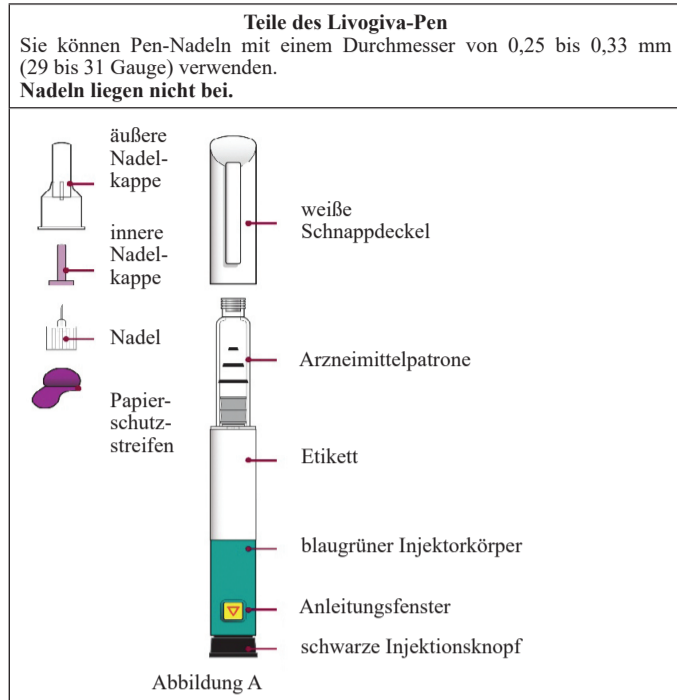 Teile des Livogiva-Pen
Sie können Pen-Nadeln mit einem Durchmesser von 0,25 bis 0,33 mm
(29 bis 31 Gauge) verwenden.
Nadeln liegen nicht bei.
äußere
Nadel-
kappe
innere
Nadel-
kappe
Nadel
Papier-
schutz-
streifen
weiße
Schnappdeckel
Arzneimittelpatrone
Etikett
blaugrüner Injektorkörper
Anleitungsfenster
schwarze Injektionsknopf
Abbildung A